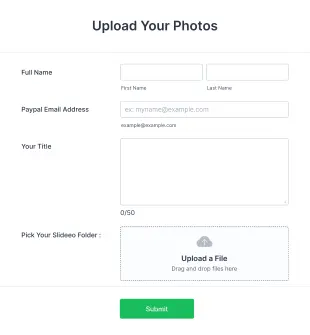 Upload Your Photos
Full Name
First Name Last Name
Paypal Email Address
ex: myname@example.com
example@example.com
Your Title
0/50
Pick Your Slideeo Folder :
Upload a File
Drag and drop files here
Submit